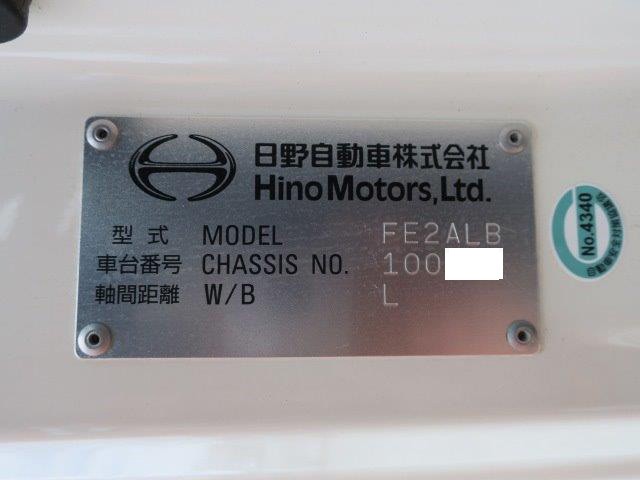 日野自動車株式会社
Hino Motors, Ltd.
型式 MODEL FE2ALB
車台番号 CHASSIS NO. 100
軸間距離 W/B L
No.4340